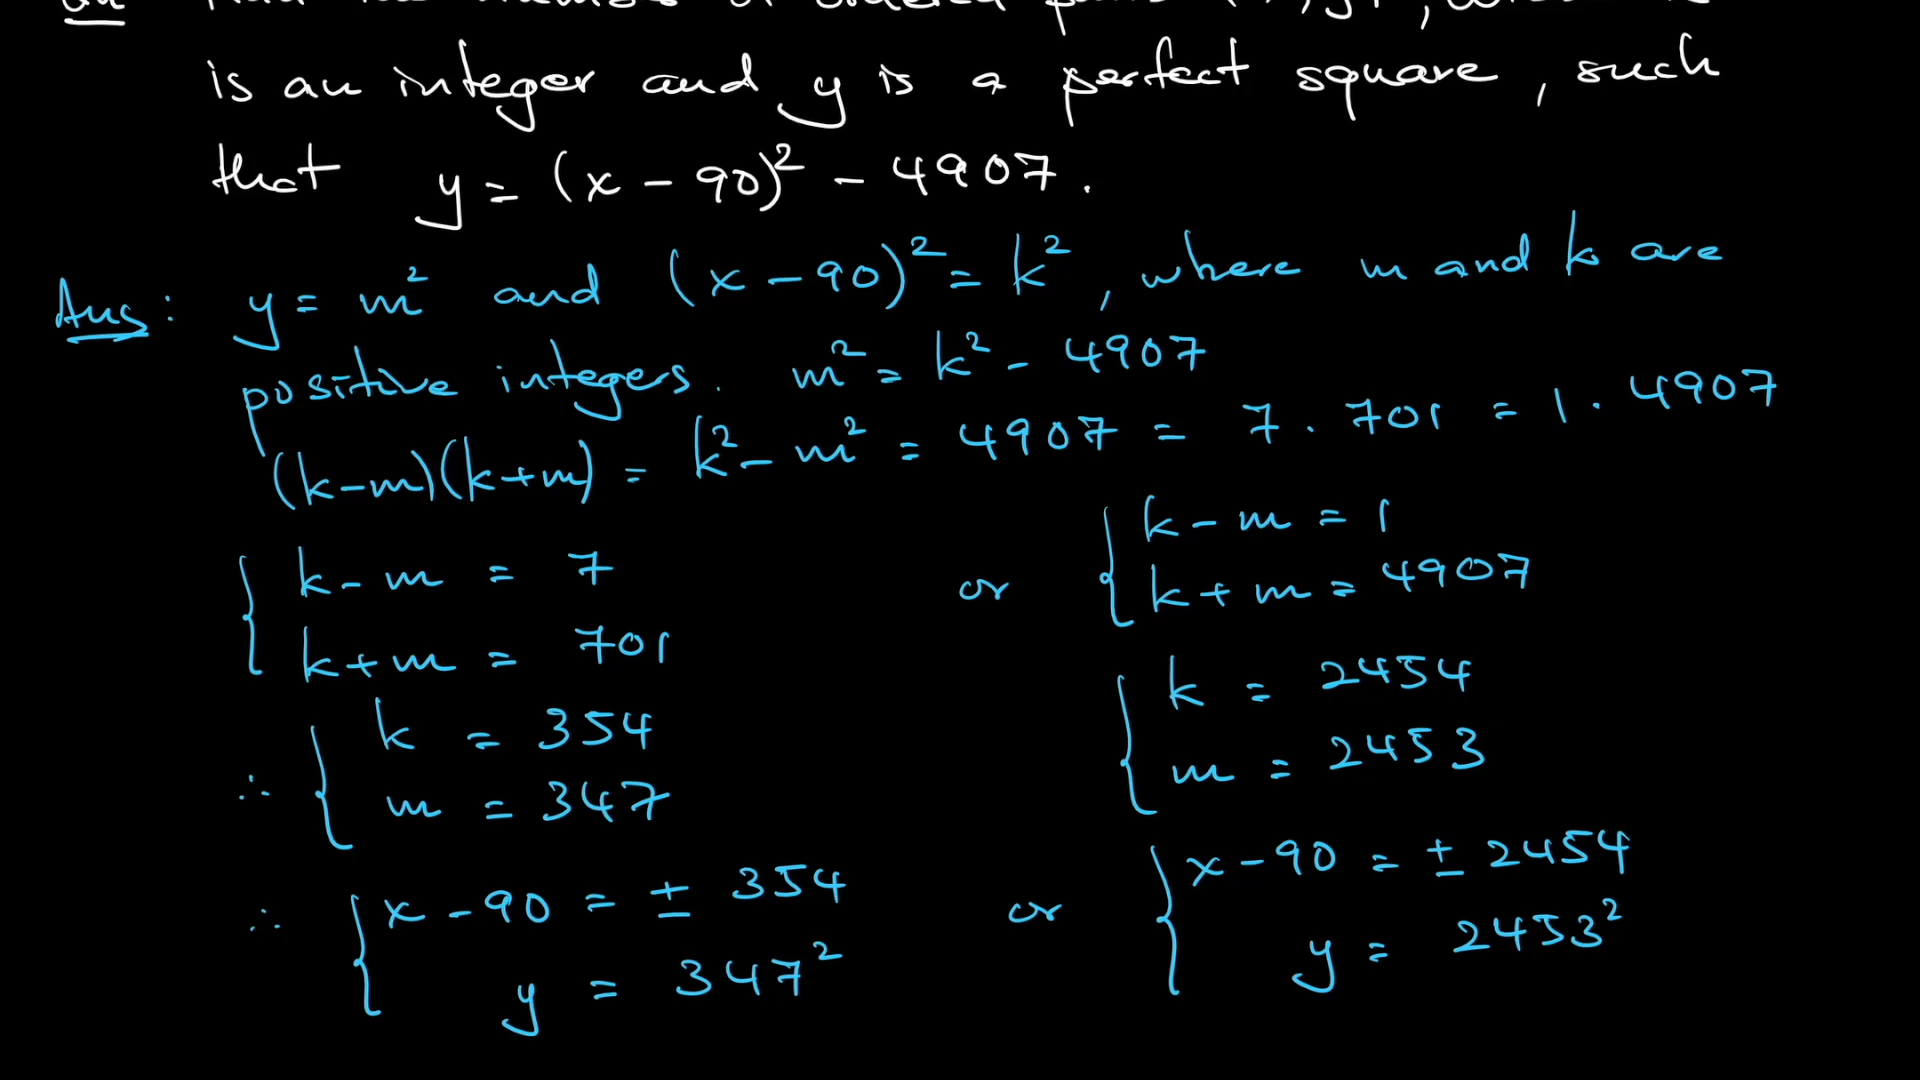 is an integer and y is a perfect square, such
that y = (x - 90)² - 4907.
Ans: y = m² and (x - 90)² = k², where m and k are
positive integers. m² = k² - 4907
(k-m)(k+m) = k² - m² = 4907 = 7 · 701 = 1 · 4907
{ k - m = 7 or { k - m = 1
k + m = 701 k + m = 4907
∴ { k = 354 { k = 2454
m = 347 m = 2453
∴ { x - 90 = ± 354 or { x - 90 = ± 2454
y = 347² y = 2453²